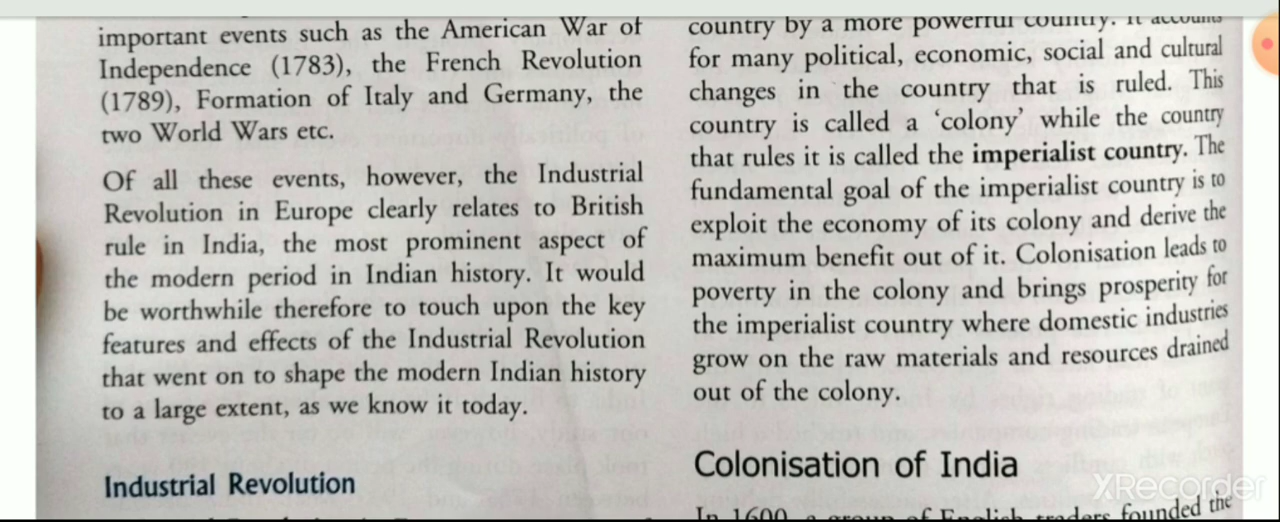 important events such as the American War of
Independence (1783), the French Revolution
(1789), Formation of Italy and Germany, the
two World Wars etc.
Of all these events, however, the Industrial
Revolution in Europe clearly relates to British
rule in India, the most prominent aspect of
the modern period in Indian history. It would
be worthwhile therefore to touch upon the key
features and effects of the Industrial Revolution
that went on to shape the modern Indian history
to a large extent, as we know it today.
Industrial Revolution
country by a more powerful country. It accounts
for many political, economic, social and cultural
changes in the country that is ruled. This
country is called a ‘colony’ while the country
that rules it is called the imperialist country. The
fundamental goal of the imperialist country is to
exploit the economy of its colony and derive the
maximum benefit out of it. Colonisation leads to
poverty in the colony and brings prosperity for
the imperialist country where domestic industries
grow on the raw materials and resources drained
out of the colony.
Colonisation of India
In 1600, a group of English traders founded the
XRecorder